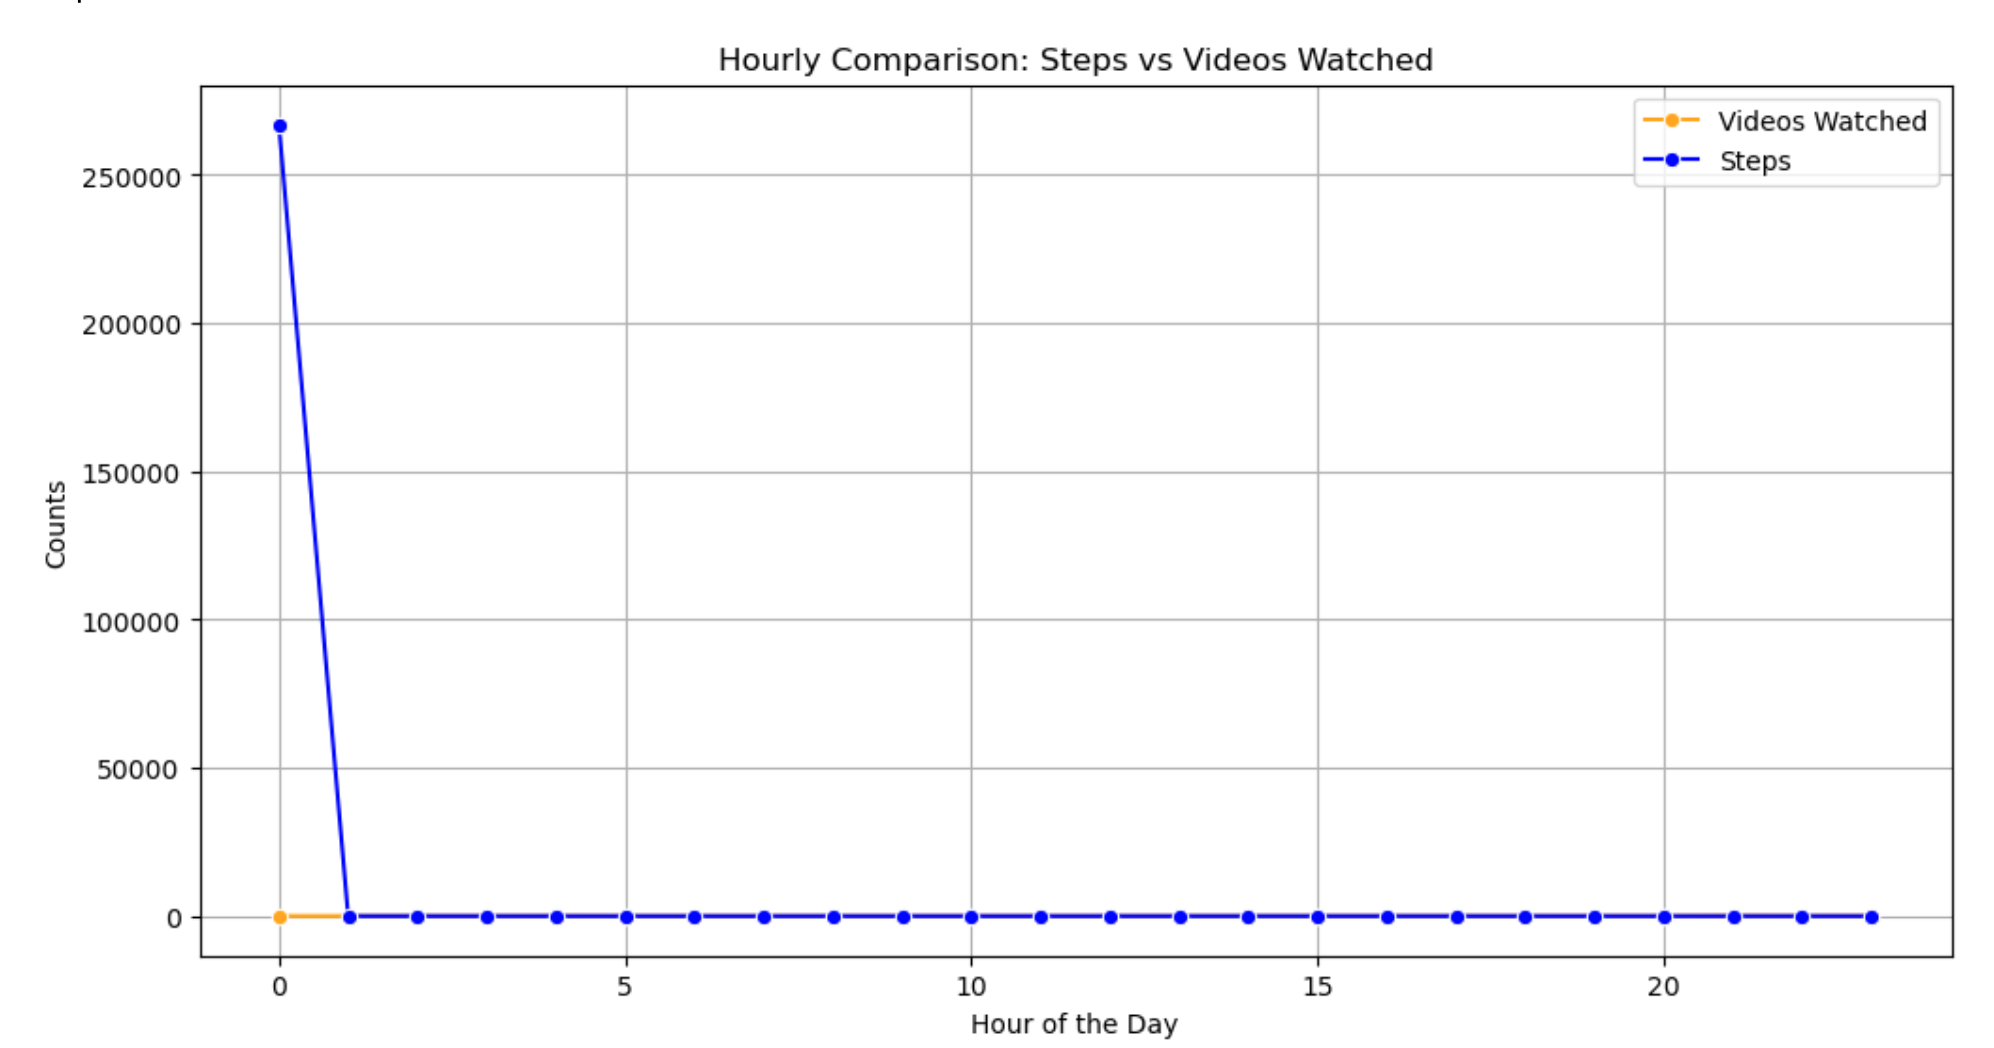 Hourly Comparison: Steps vs Videos Watched
Videos Watched
Steps
250000
200000
150000
100000
50000
0
Counts
0 5 10 15 20
Hour of the Day